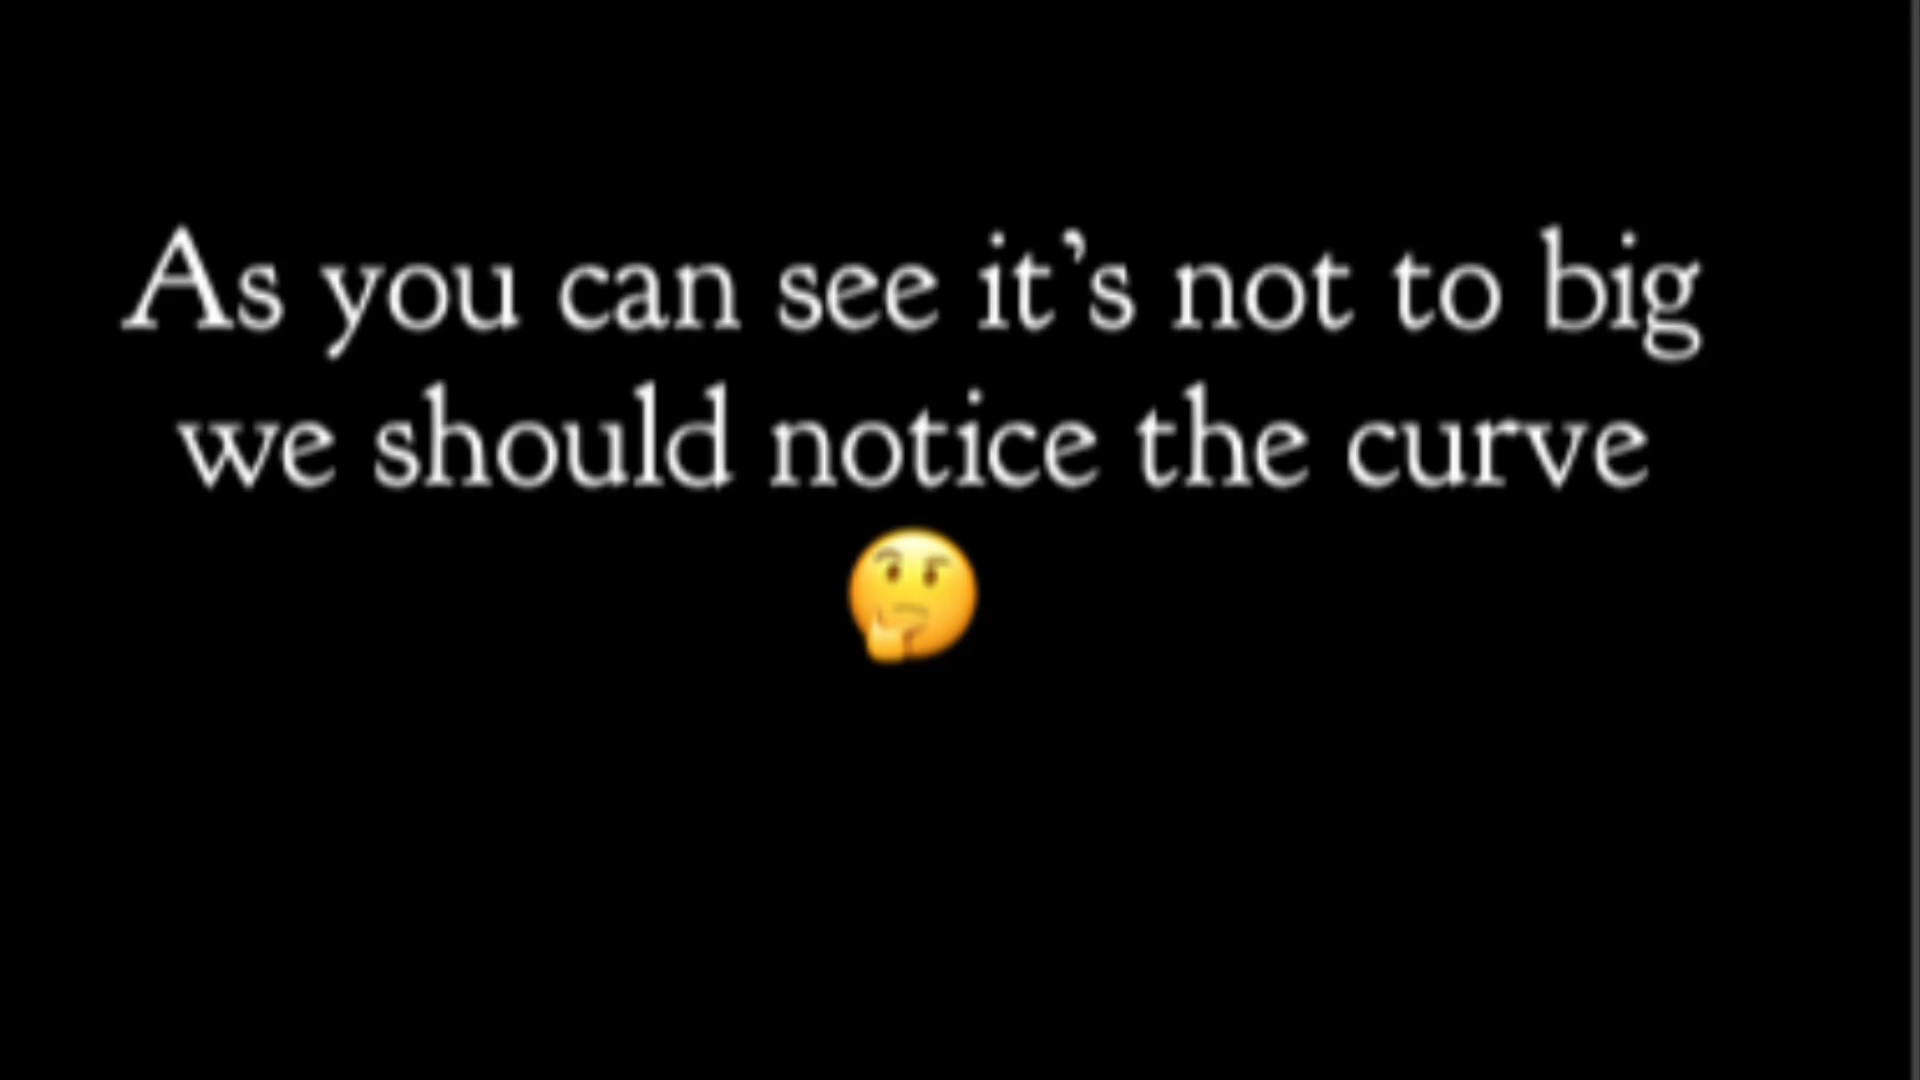 As you can see it’s not to big
we should notice the curve
🤔